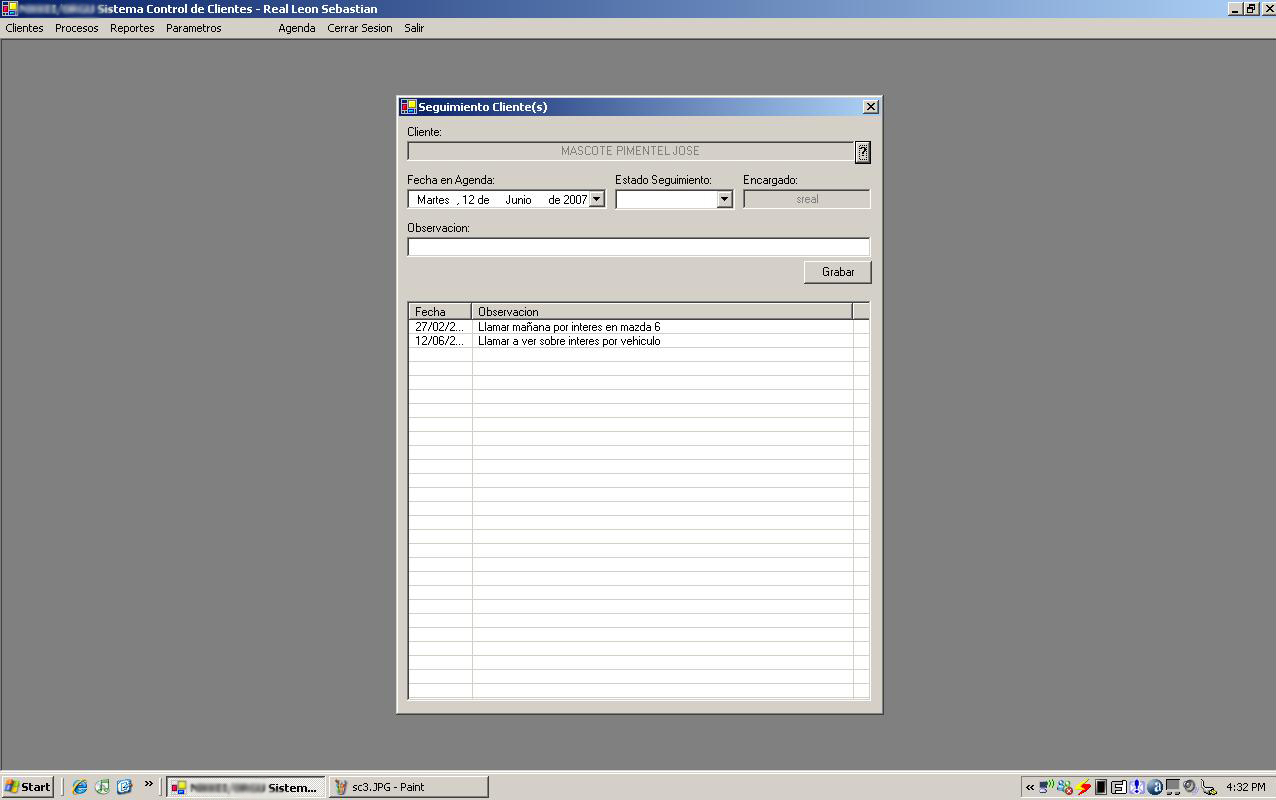 Sistema Control de Clientes - Real Leon Sebastian
Clientes Procesos Reportes Parametros Agenda Cerrar Sesion Salir
Seguimiento Cliente(s)
Cliente:
MASCOTE PIMENTEL JOSE ?
Fecha en Agenda: Estado Seguimiento: Encargado:
Martes , 12 de Junio de 2007 sreal
Observacion:
Grabar
Fecha Observacion
27/02/2... Llamar mañana por interes en mazda 6
12/06/2... Llamar a ver sobre interes por vehiculo
Start » Sistem... sc3.JPG - Paint « 4:32 PM